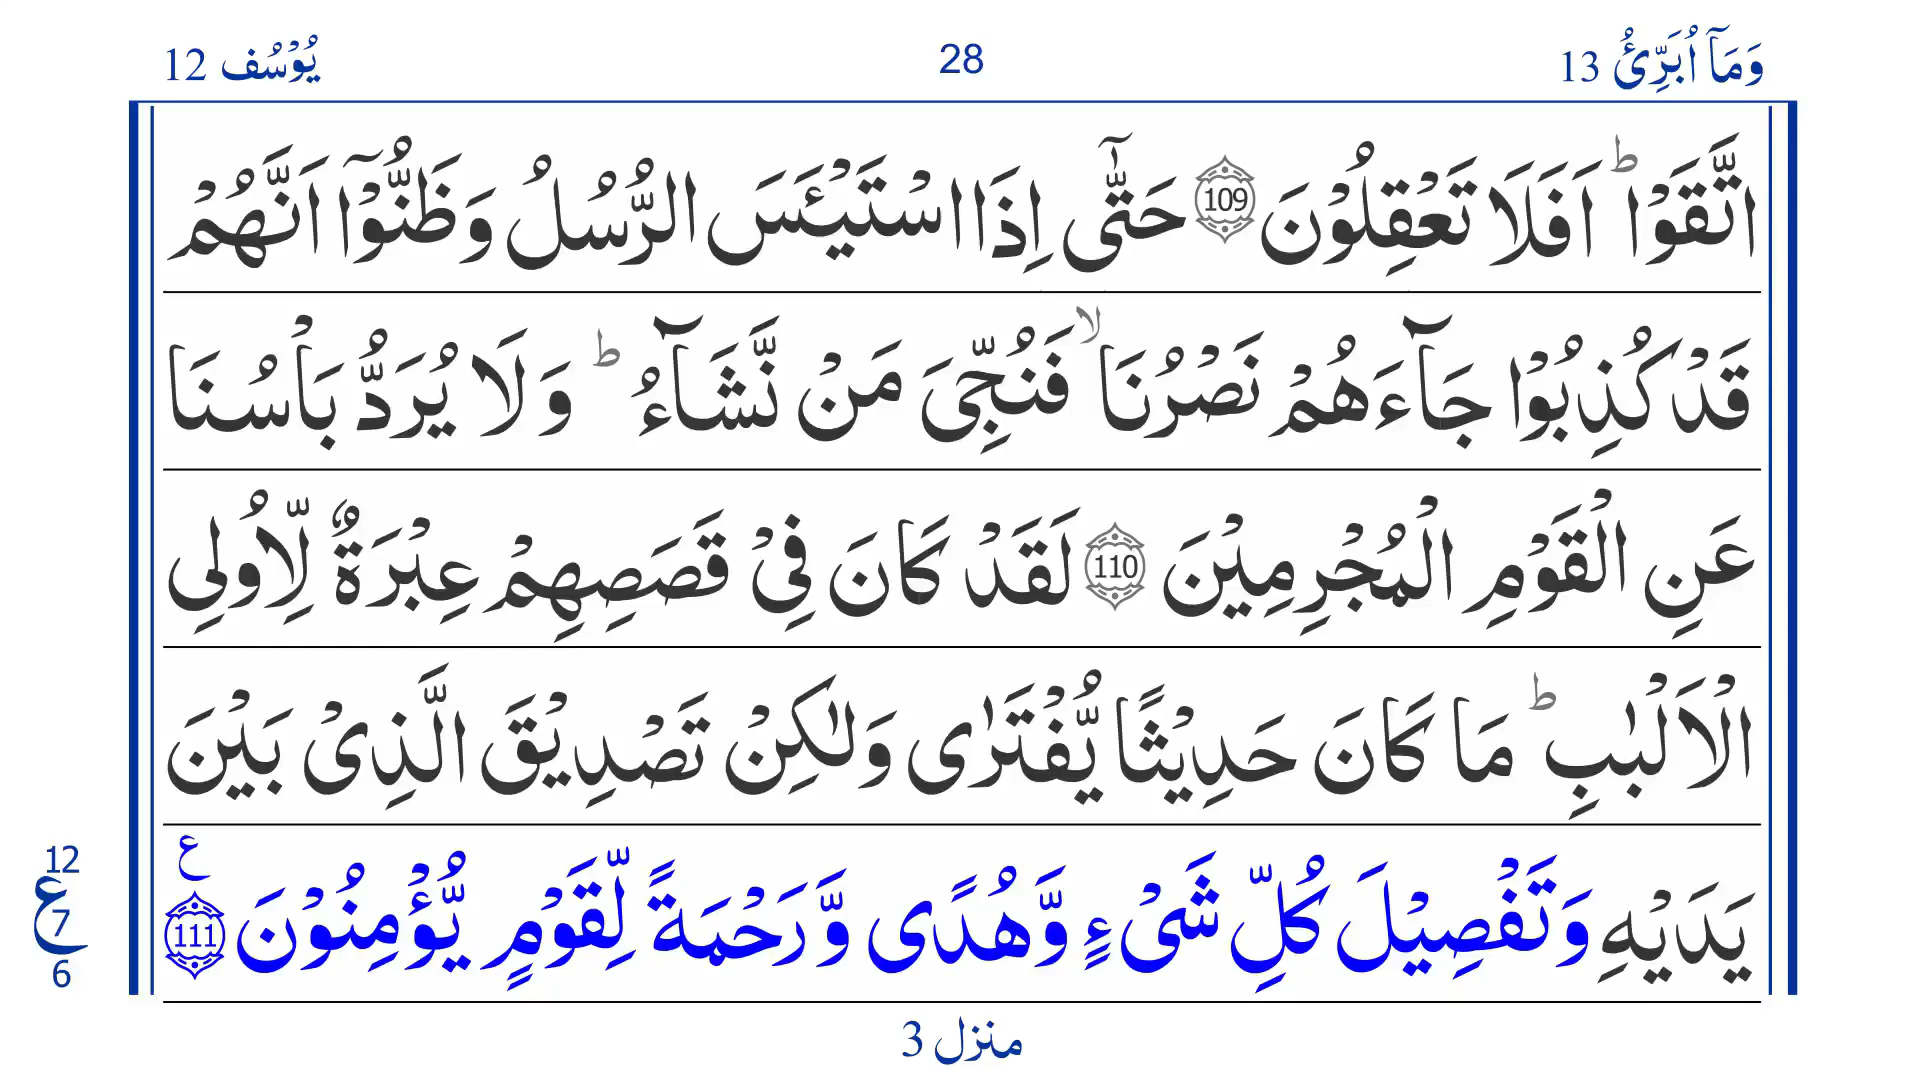 وَمَآ اُبَرِّئُ 13
28
يُوْسُف 12
اتَّقَوْا ؕ اَفَلَا تَعْقِلُوْنَ 109 حَتّٰۤى اِذَا اسْتَيْـَٔسَ الرُّسُلُ وَظَنُّوْۤا اَنَّهُمْ
قَدْ كُذِبُوْا جَآءَهُمْ نَصْرُنَا ۙ فَنُجِّىَ مَنْ نَّشَآءُ ؕ وَلَا يُرَدُّ بَاْسُنَا
عَنِ الْقَوْمِ الْمُجْرِمِيْنَ 110 لَقَدْ كَانَ فِىْ قَصَصِهِمْ عِبْرَةٌ لِّاُولِى
الْاَلْبٰبِ ؕ مَا كَانَ حَدِيْثًا يُّفْتَرٰى وَلٰكِنْ تَصْدِيْقَ الَّذِىْ بَيْنَ
يَدَيْهِ وَتَفْصِيْلَ كُلِّ شَىْءٍ وَّهُدًى وَّرَحْمَةً لِّقَوْمٍ يُّؤْمِنُوْنَ 111 ع
12
ع 7
6
منزل 3